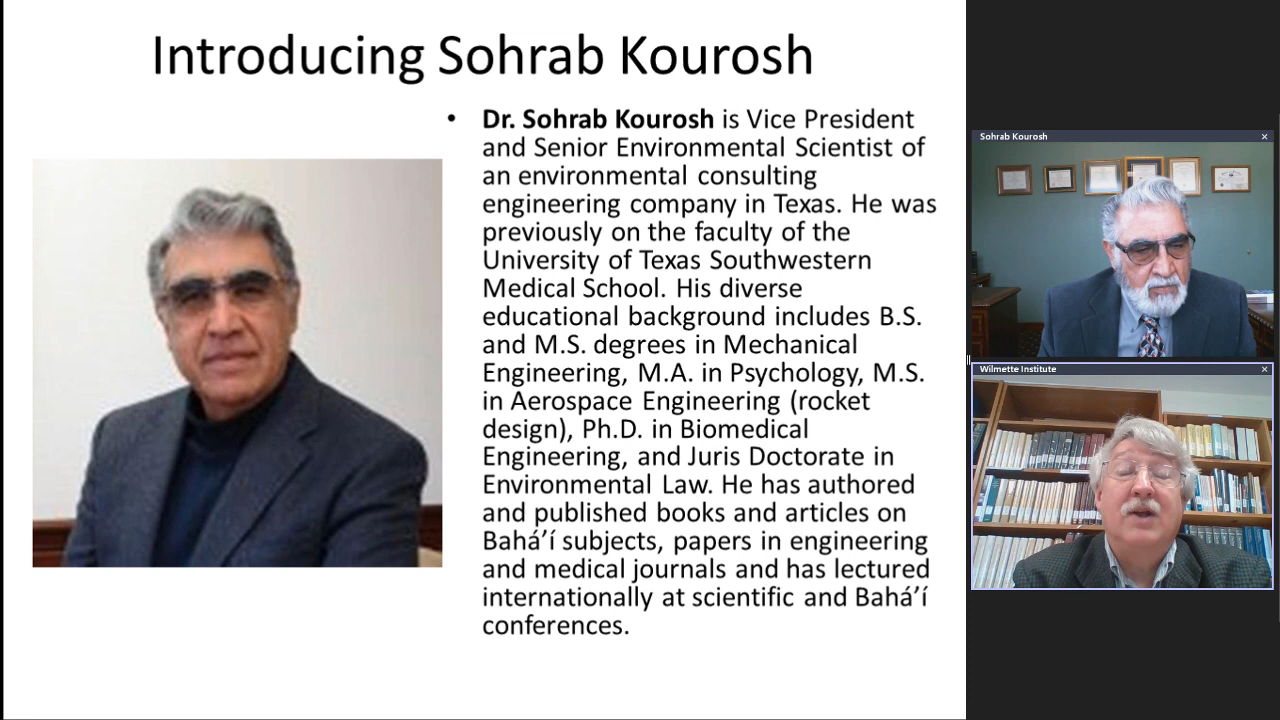 Introducing Sohrab Kourosh
• Dr. Sohrab Kourosh is Vice President
and Senior Environmental Scientist of
an environmental consulting
engineering company in Texas. He was
previously on the faculty of the
University of Texas Southwestern
Medical School. His diverse
educational background includes B.S.
and M.S. degrees in Mechanical
Engineering, M.A. in Psychology, M.S.
in Aerospace Engineering (rocket
design), Ph.D. in Biomedical
Engineering, and Juris Doctorate in
Environmental Law. He has authored
and published books and articles on
Bahá’í subjects, papers in engineering
and medical journals and has lectured
internationally at scientific and Bahá’í
conferences.
Sohrab Kourosh
Wilmette Institute